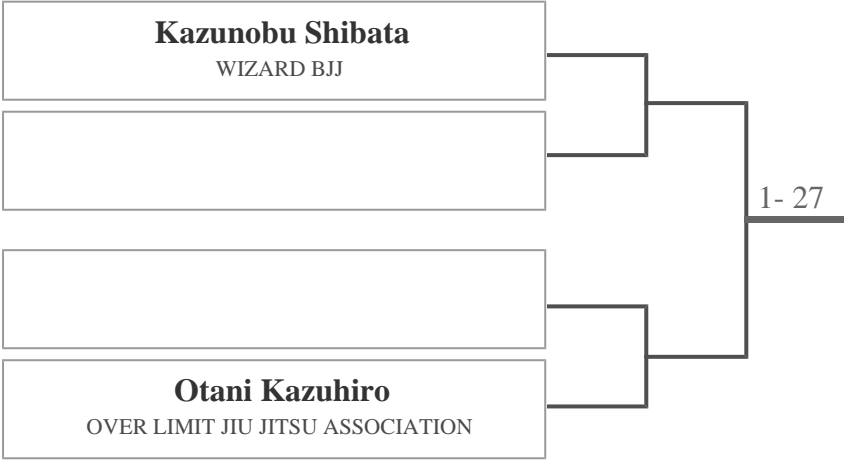 Kazunobu Shibata
WIZARD BJJ
1- 27
Otani Kazuhiro
OVER LIMIT JIU JITSU ASSOCIATION